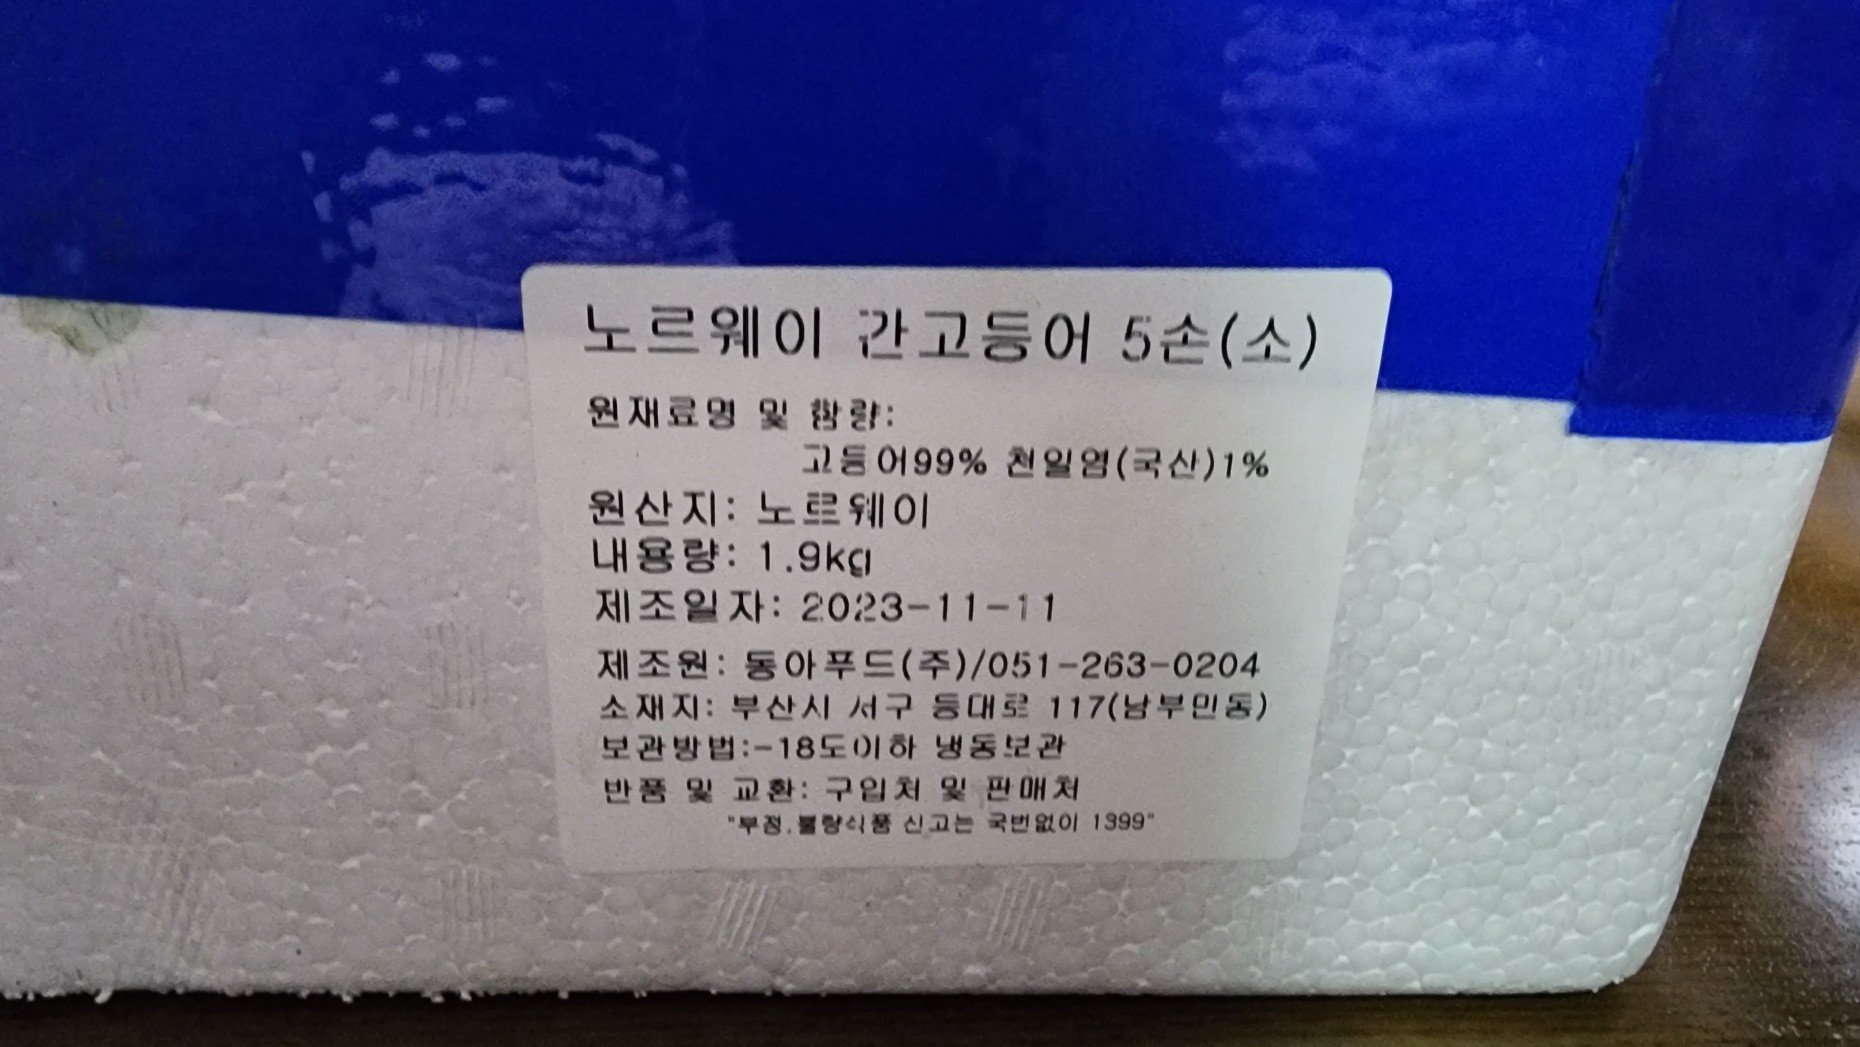 노르웨이 간고등어 5손(소)
원재료명 및 함량:
고등어99% 천일염(국산)1%
원산지: 노르웨이
내용량: 1.9kg
제조일자: 2023-11-11
제조원: 동아푸드(주)/051-263-0204
소재지: 부산시 서구 등대로 117(남부민동)
보관방법:-18도이하 냉동보관
반품 및 교환: 구입처 및 판매처
"부정.불량식품 신고는 국번없이 1399"